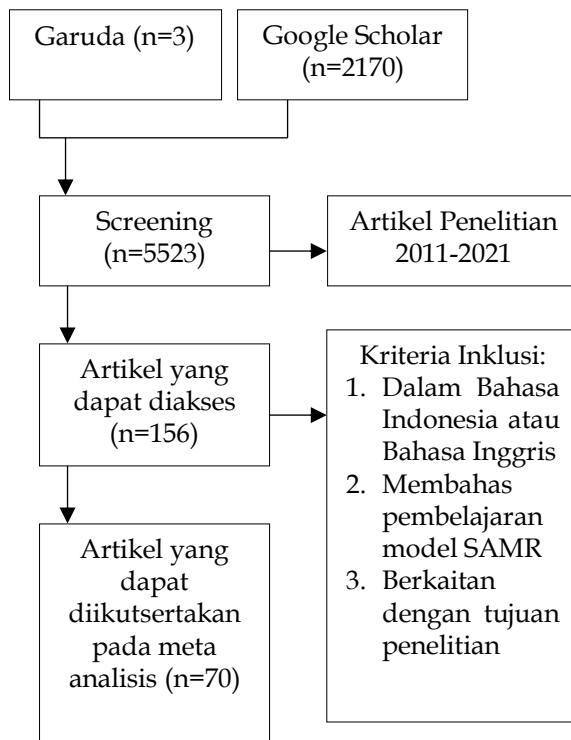 Garuda (n=3)
Google Scholar
(n=2170)
Screening
(n=5523)
Artikel Penelitian
2011-2021
Artikel yang
dapat diakses
(n=156)
Kriteria Inklusi:
1. Dalam Bahasa
Indonesia atau
Bahasa Inggris
2. Membahas
pembelajaran
model SAMR
3. Berkaitan
dengan tujuan
penelitian
Artikel yang
dapat
diikutsertakan
pada meta
analisis (n=70)